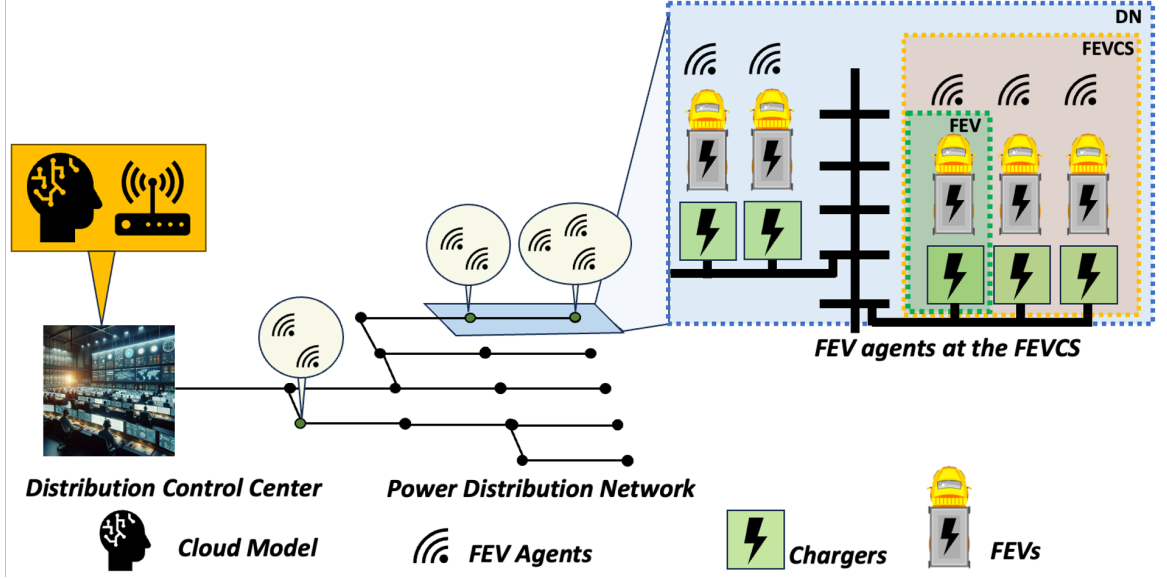 DN
FEVCS
FEV
FEV agents at the FEVCS
Distribution Control Center
Power Distribution Network
Cloud Model
FEV Agents
Chargers
FEVs